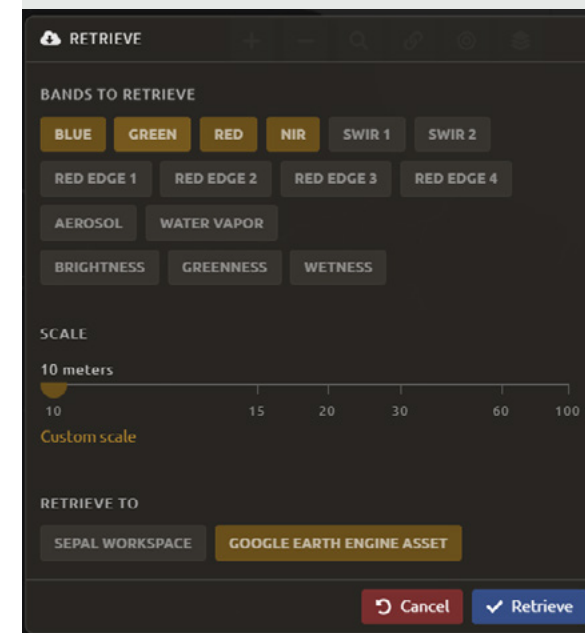 RETRIEVE
BANDS TO RETRIEVE
BLUE GREEN RED NIR SWIR 1 SWIR 2
RED EDGE 1 RED EDGE 2 RED EDGE 3 RED EDGE 4
AEROSOL WATER VAPOR
BRIGHTNESS GREENNESS WETNESS
SCALE
10 meters
10 15 20 30 60 100
Custom scale
RETRIEVE TO
SEPAL WORKSPACE GOOGLE EARTH ENGINE ASSET
Cancel Retrieve